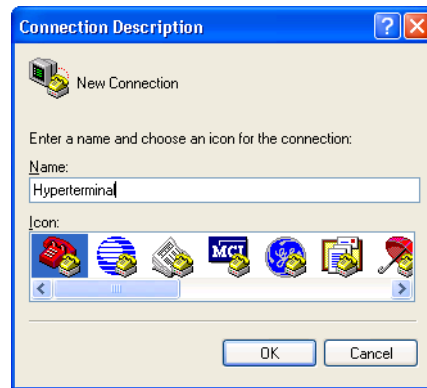 Connection Description
New Connection
Enter a name and choose an icon for the connection:
Name:
Hyperterminal
Icon:
MCI
OK Cancel